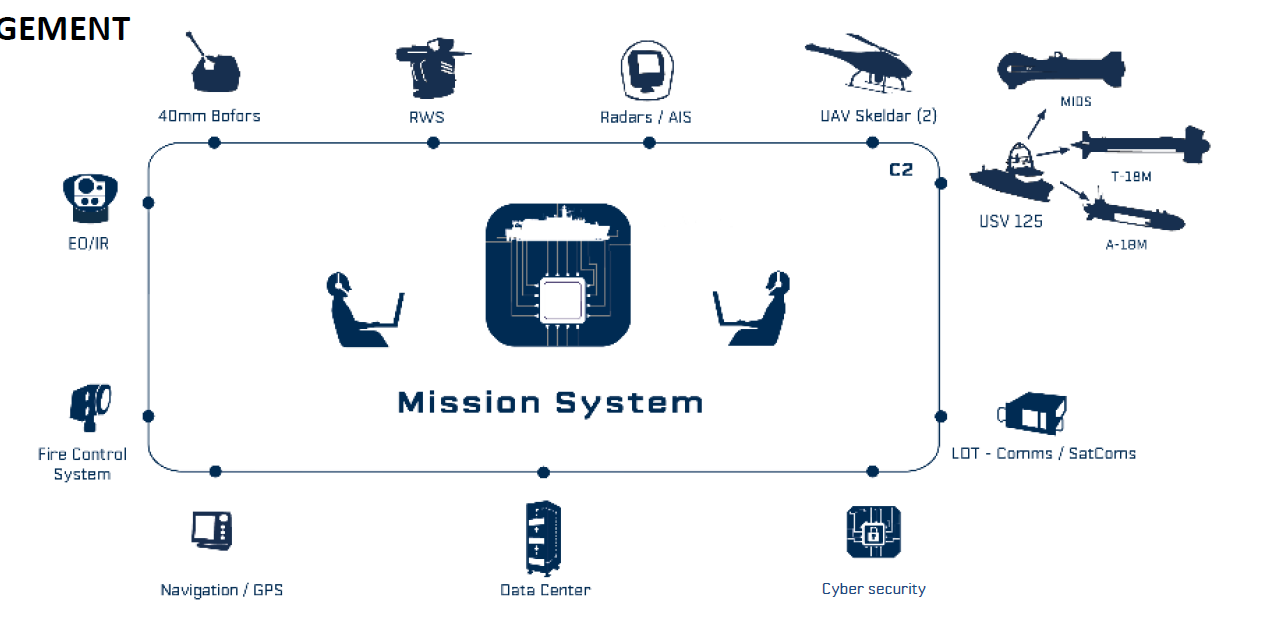 GEMENT
40mm Bofors
RWS
Radars / AIS
UAV Skeldar (2)
MIDS
C2
T-18M
USV 125
A-18M
EO/IR
Mission System
Fire Control
System
LOT - Comms / SatComs
Navigation / GPS
Data Center
Cyber security